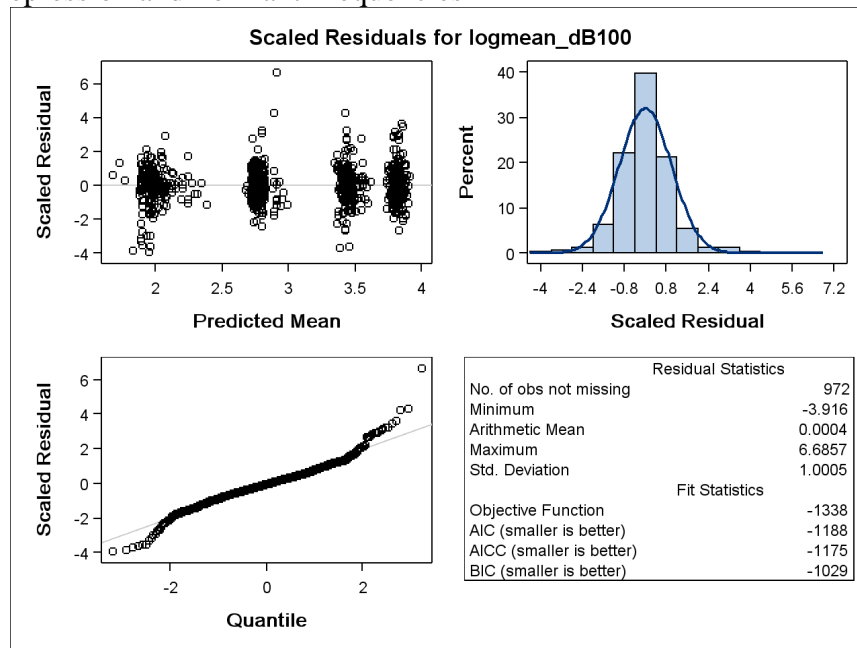 Scaled Residuals for logmean_dB100
Scaled Residual
6
4
2
0
-2
-4
2
2.5
3
3.5
4
Predicted Mean
Percent
40
30
20
10
0
-4
-2.4
-0.8
0.8
2.4
4
5.6
7.2
Scaled Residual
Scaled Residual
6
4
2
0
-2
-4
-2
0
2
Quantile
Residual Statistics
No. of obs not missing 972
Minimum -3.916
Arithmetic Mean 0.0004
Maximum 6.6857
Std. Deviation 1.0005
Fit Statistics
Objective Function -1338
AIC (smaller is better) -1188
AICC (smaller is better) -1175
BIC (smaller is better) -1029